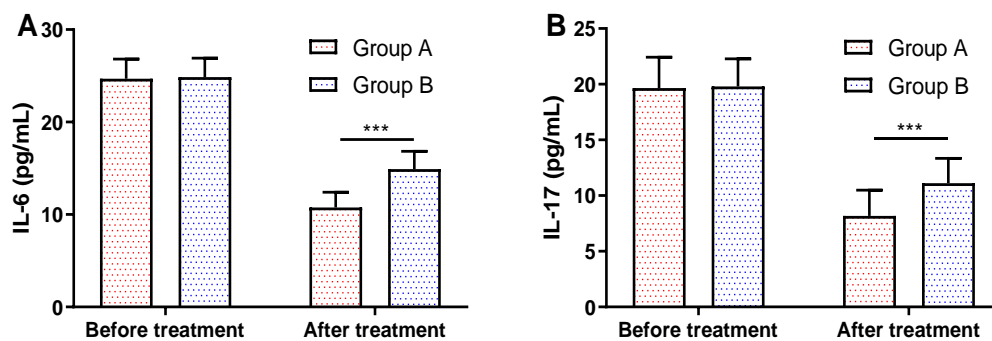 A
IL-6 (pg/mL)
30
20
10
0
Group A
Group B
***
Before treatment
After treatment
B
IL-17 (pg/mL)
25
20
15
10
5
0
Group A
Group B
***
Before treatment
After treatment